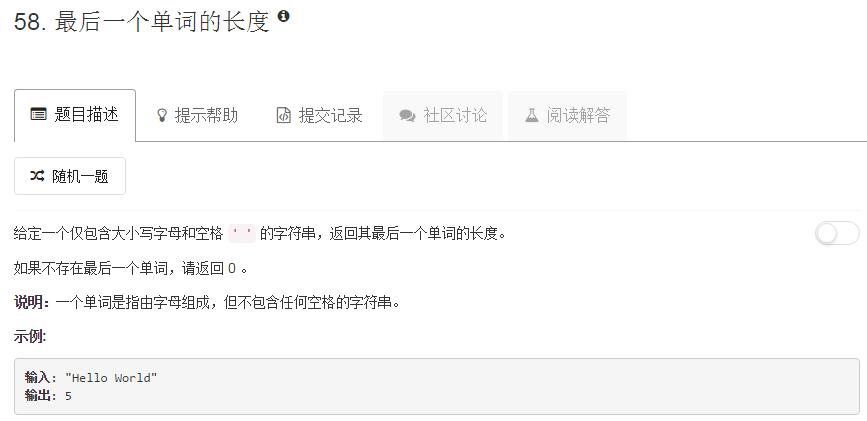 58. 最后一个单词的长度
题目描述 提示帮助 提交记录 社区讨论 阅读解答
随机一题
给定一个仅包含大小写字母和空格 ' ' 的字符串，返回其最后一个单词的长度。
如果不存在最后一个单词，请返回 0 。
说明：一个单词是指由字母组成，但不包含任何空格的字符串。
示例:
输入: "Hello World"
输出: 5